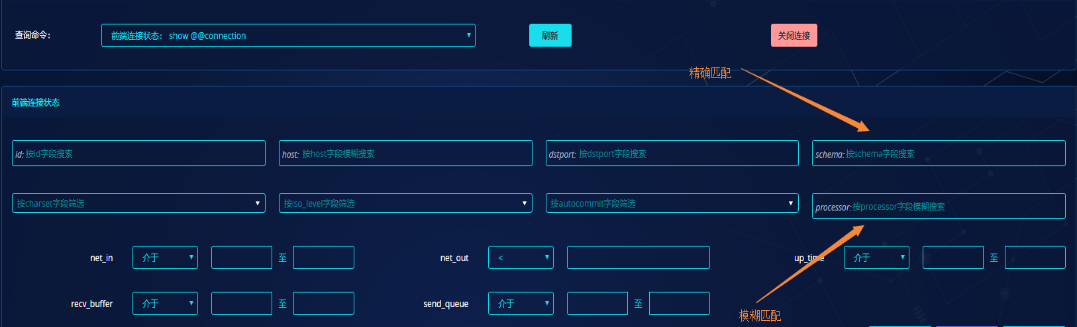 查询命令：
前端连接状态： show @@connection
刷新
关闭连接
精确匹配
前端连接状态
id: 按id字段搜索
host: 按host字段模糊搜索
dstport: 按dstport字段搜索
schema: 按schema字段搜索
按charset字段筛选
按iso_level字段筛选
按autocommit字段筛选
processor: 按processor字段模糊搜索
net_in 介于 至
net_out <
up_time 介于 至
recv_buffer 介于 至
send_queue 介于 至
模糊匹配